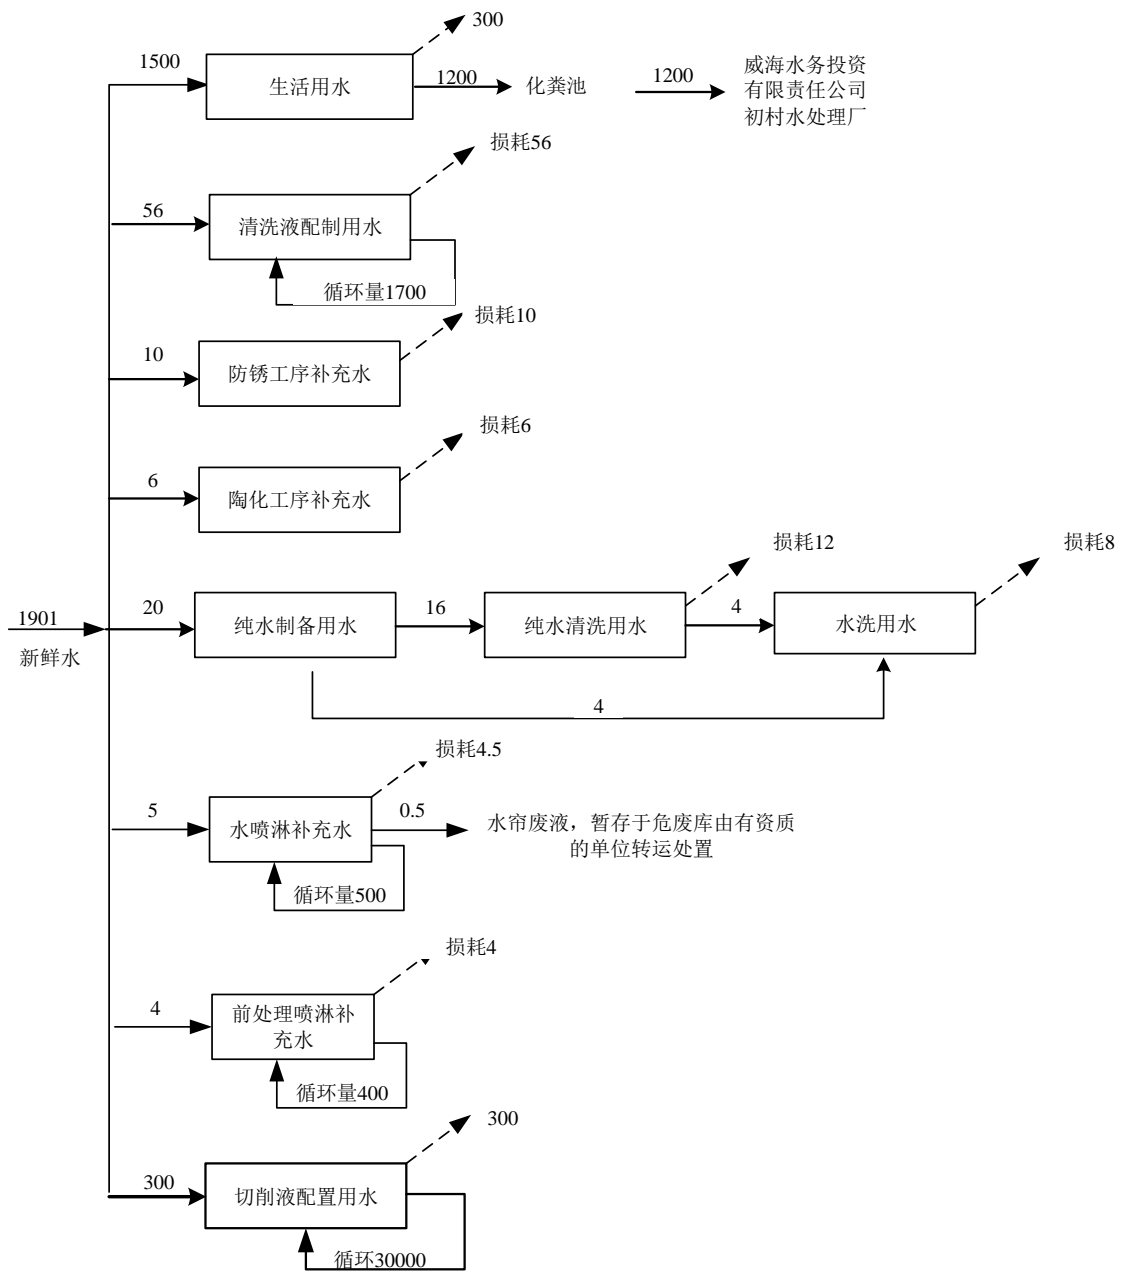 300
1500
生活用水
1200
化粪池
1200
威海水务投资
有限责任公司
初村水处理厂
损耗56
56
清洗液配制用水
循环量1700
损耗10
10
防锈工序补充水
损耗6
6
陶化工序补充水
损耗12
损耗8
1901
新鲜水
20
纯水制备用水
16
纯水清洗用水
4
水洗用水
4
损耗4.5
5
水喷淋补充水
0.5
水帘废液，暂存于危废库由有资质
的单位转运处置
循环量500
损耗4
4
前处理喷淋补
充水
循环量400
300
300
切削液配置用水
循环30000